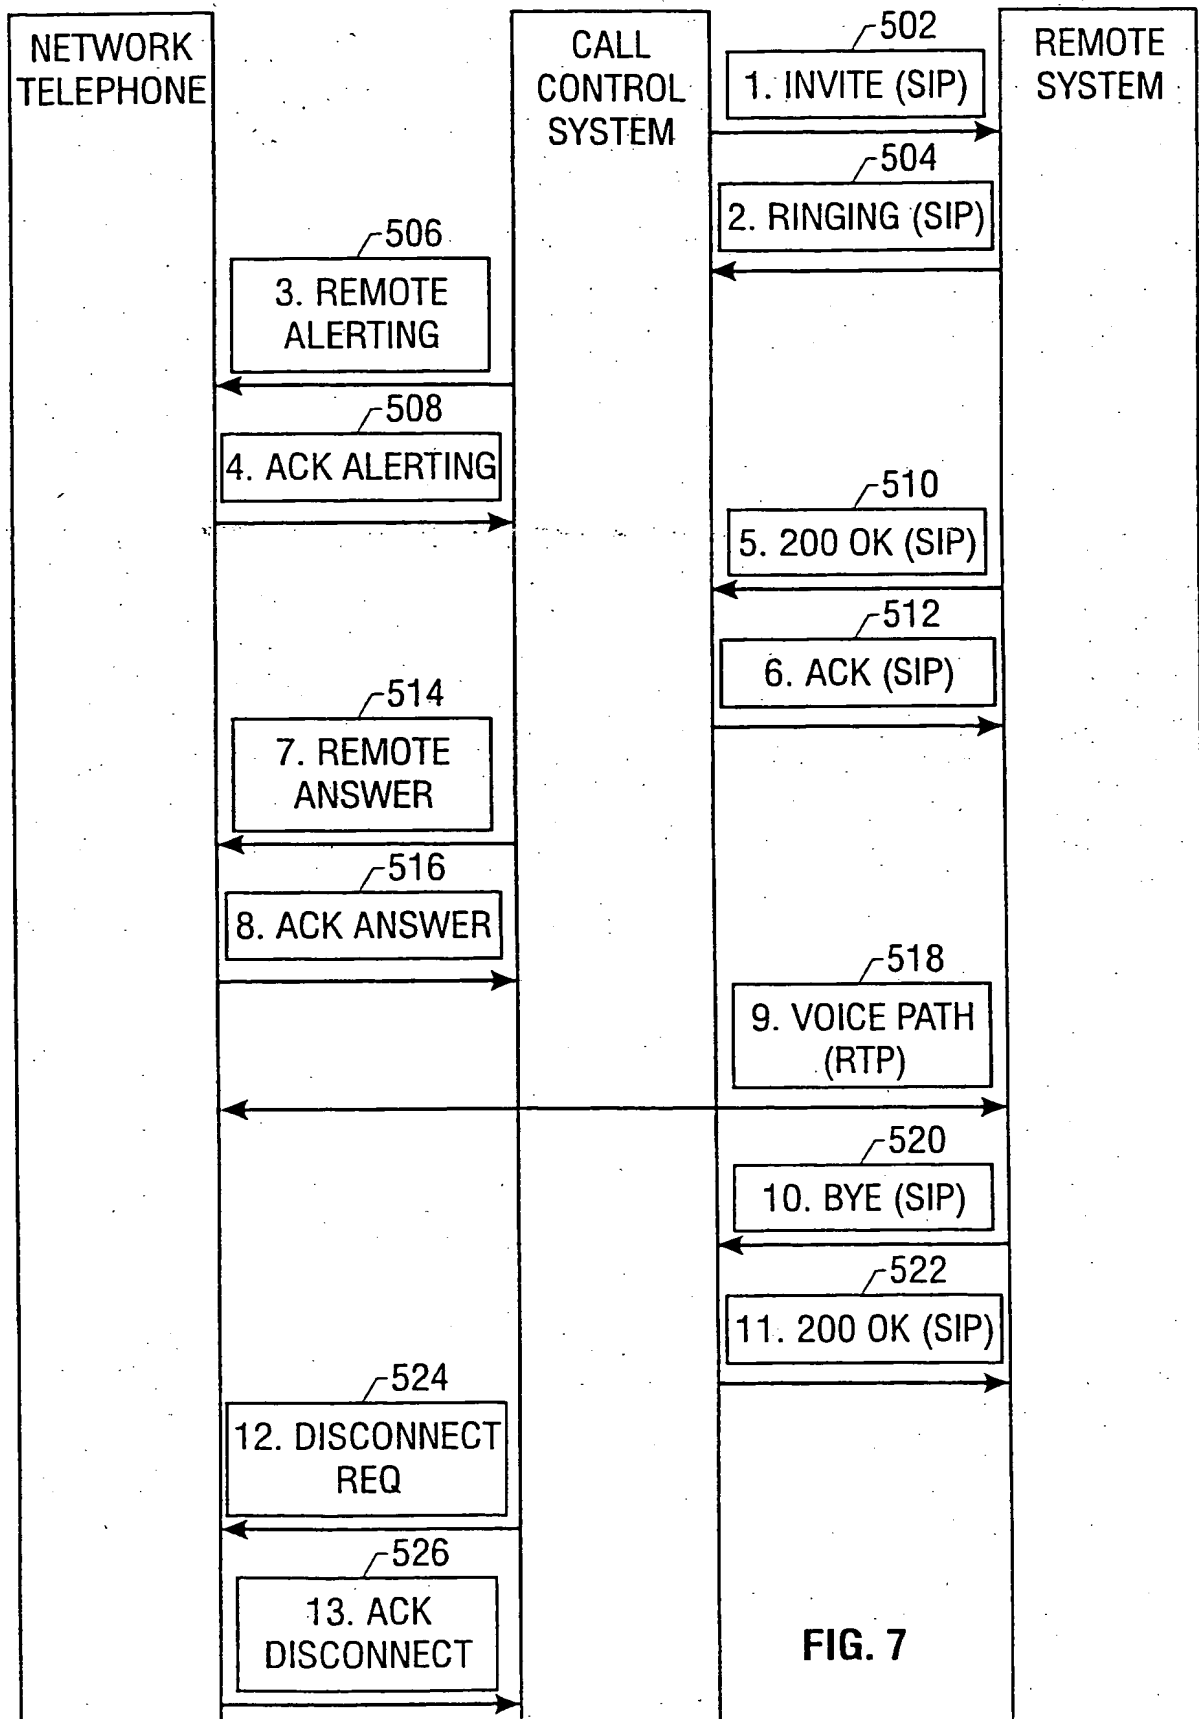 NETWORK
TELEPHONE
CALL
CONTROL
SYSTEM
REMOTE
SYSTEM
502
1. INVITE (SIP)
504
2. RINGING (SIP)
506
3. REMOTE
ALERTING
508
4. ACK ALERTING
510
5. 200 OK (SIP)
512
6. ACK (SIP)
514
7. REMOTE
ANSWER
516
8. ACK ANSWER
518
9. VOICE PATH
(RTP)
520
10. BYE (SIP)
522
11. 200 OK (SIP)
524
12. DISCONNECT
REQ
526
13. ACK
DISCONNECT
FIG. 7